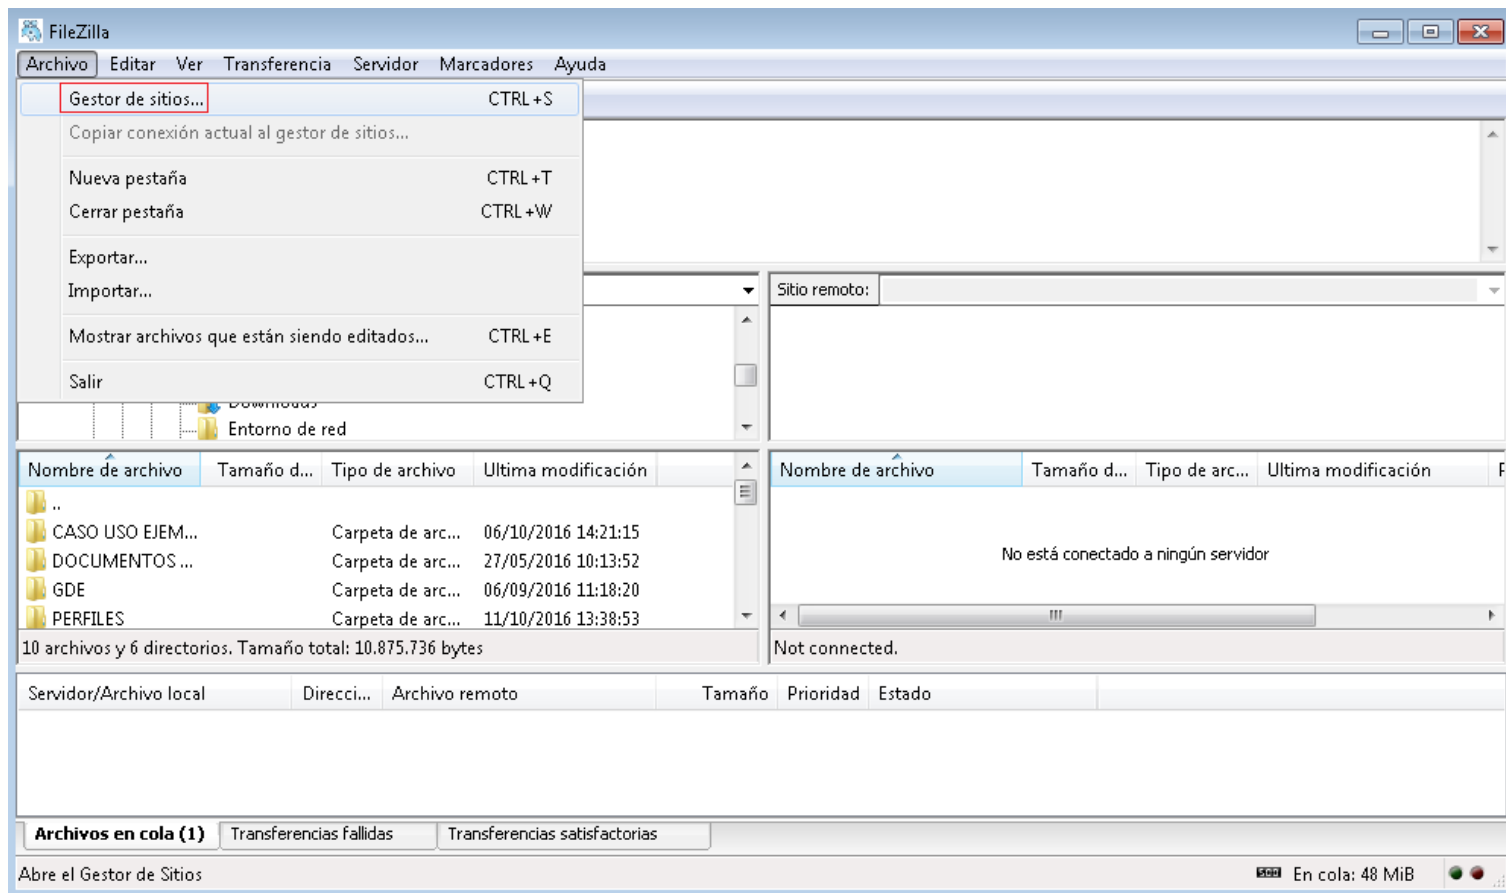 FileZilla
Archivo Editar Ver Transferencia Servidor Marcadores Ayuda
Gestor de sitios... CTRL+S
Copiar conexión actual al gestor de sitios...
Nueva pestaña CTRL+T
Cerrar pestaña CTRL+W
Exportar...
Importar...
Mostrar archivos que están siendo editados... CTRL+E
Salir CTRL+Q
Sitio remoto:
Downloads
Entorno de red
Nombre de archivo Tamaño d... Tipo de archivo Ultima modificación
..
CASO USO EJEM... Carpeta de arc... 06/10/2016 14:21:15
DOCUMENTOS ... Carpeta de arc... 27/05/2016 10:13:52
GDE Carpeta de arc... 06/09/2016 11:18:20
PERFILES Carpeta de arc... 11/10/2016 13:38:53
10 archivos y 6 directorios. Tamaño total: 10.875.736 bytes
Nombre de archivo Tamaño d... Tipo de arc... Ultima modificación
No está conectado a ningún servidor
Not connected.
Servidor/Archivo local Direcci... Archivo remoto Tamaño Prioridad Estado
Archivos en cola (1) Transferencias fallidas Transferencias satisfactorias
Abre el Gestor de Sitios En cola: 48 MiB